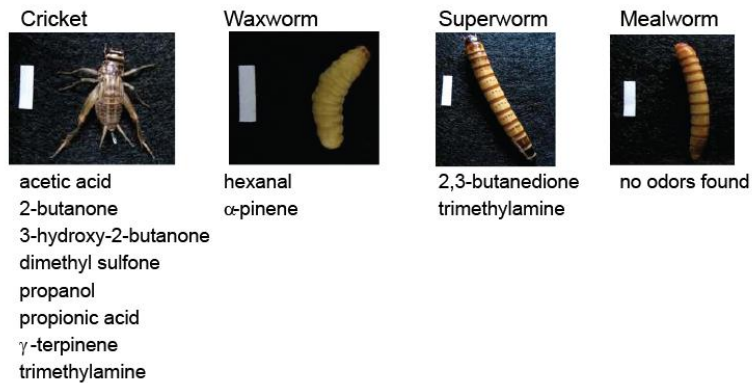 Cricket
Waxworm
Superworm
Mealworm
acetic acid
2-butanone
3-hydroxy-2-butanone
dimethyl sulfone
propanol
propionic acid
γ-terpinene
trimethylamine
hexanal
α-pinene
2,3-butanedione
trimethylamine
no odors found